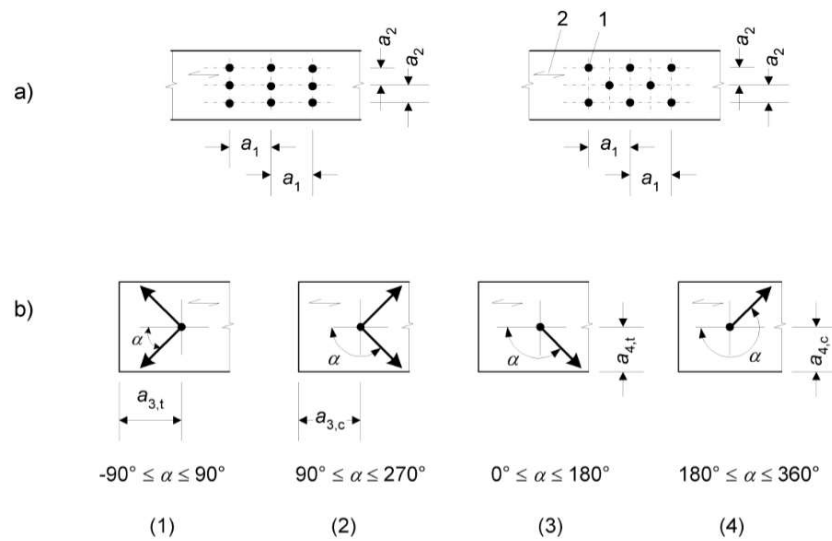 2 1
a₂ a₂ a₂ a₂
a)
a₁ a₁
a₁ a₁
b)
α α α α
a₄,t a₄,c
a₃,t a₃,c
-90° ≤ α ≤ 90° 90° ≤ α ≤ 270° 0° ≤ α ≤ 180° 180° ≤ α ≤ 360°
(1) (2) (3) (4)